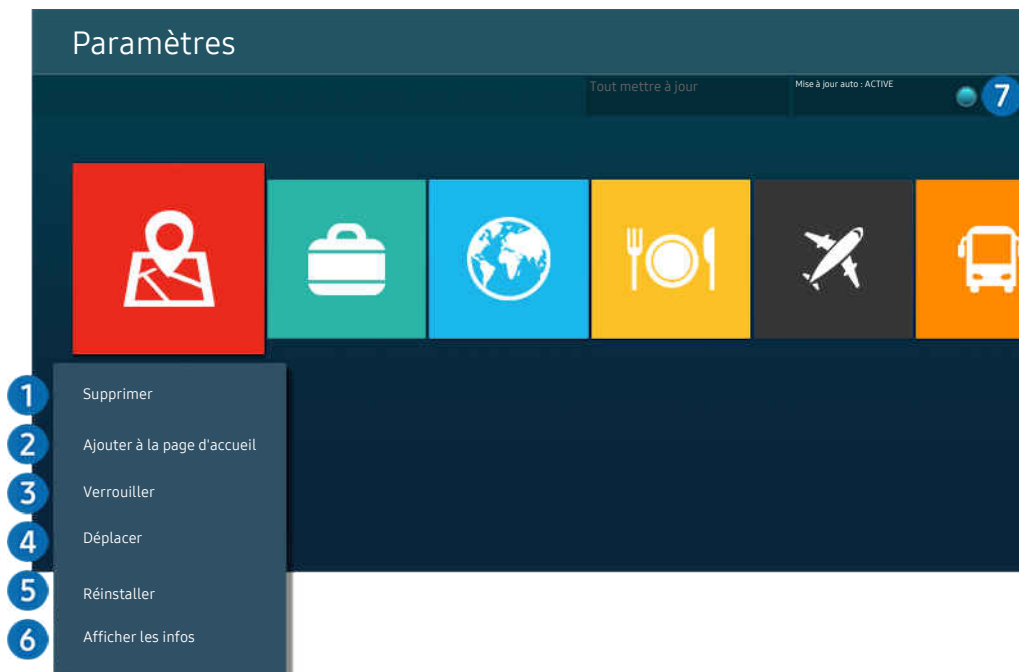 Paramètres
Tout mettre à jour
Mise à jour auto : ACTIVE
7
1 Supprimer
2 Ajouter à la page d'accueil
3 Verrouiller
4 Déplacer
5 Réinstaller
6 Afficher les infos